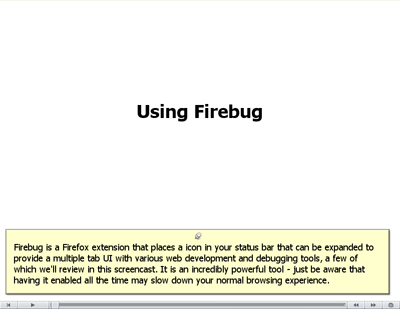 Using Firebug
Firebug is a Firefox extension that places a icon in your status bar that can be expanded to
provide a multiple tab UI with various web development and debugging tools, a few of
which we'll review in this screencast. It is an incredibly powerful tool - just be aware that
having it enabled all the time may slow down your normal browsing experience.